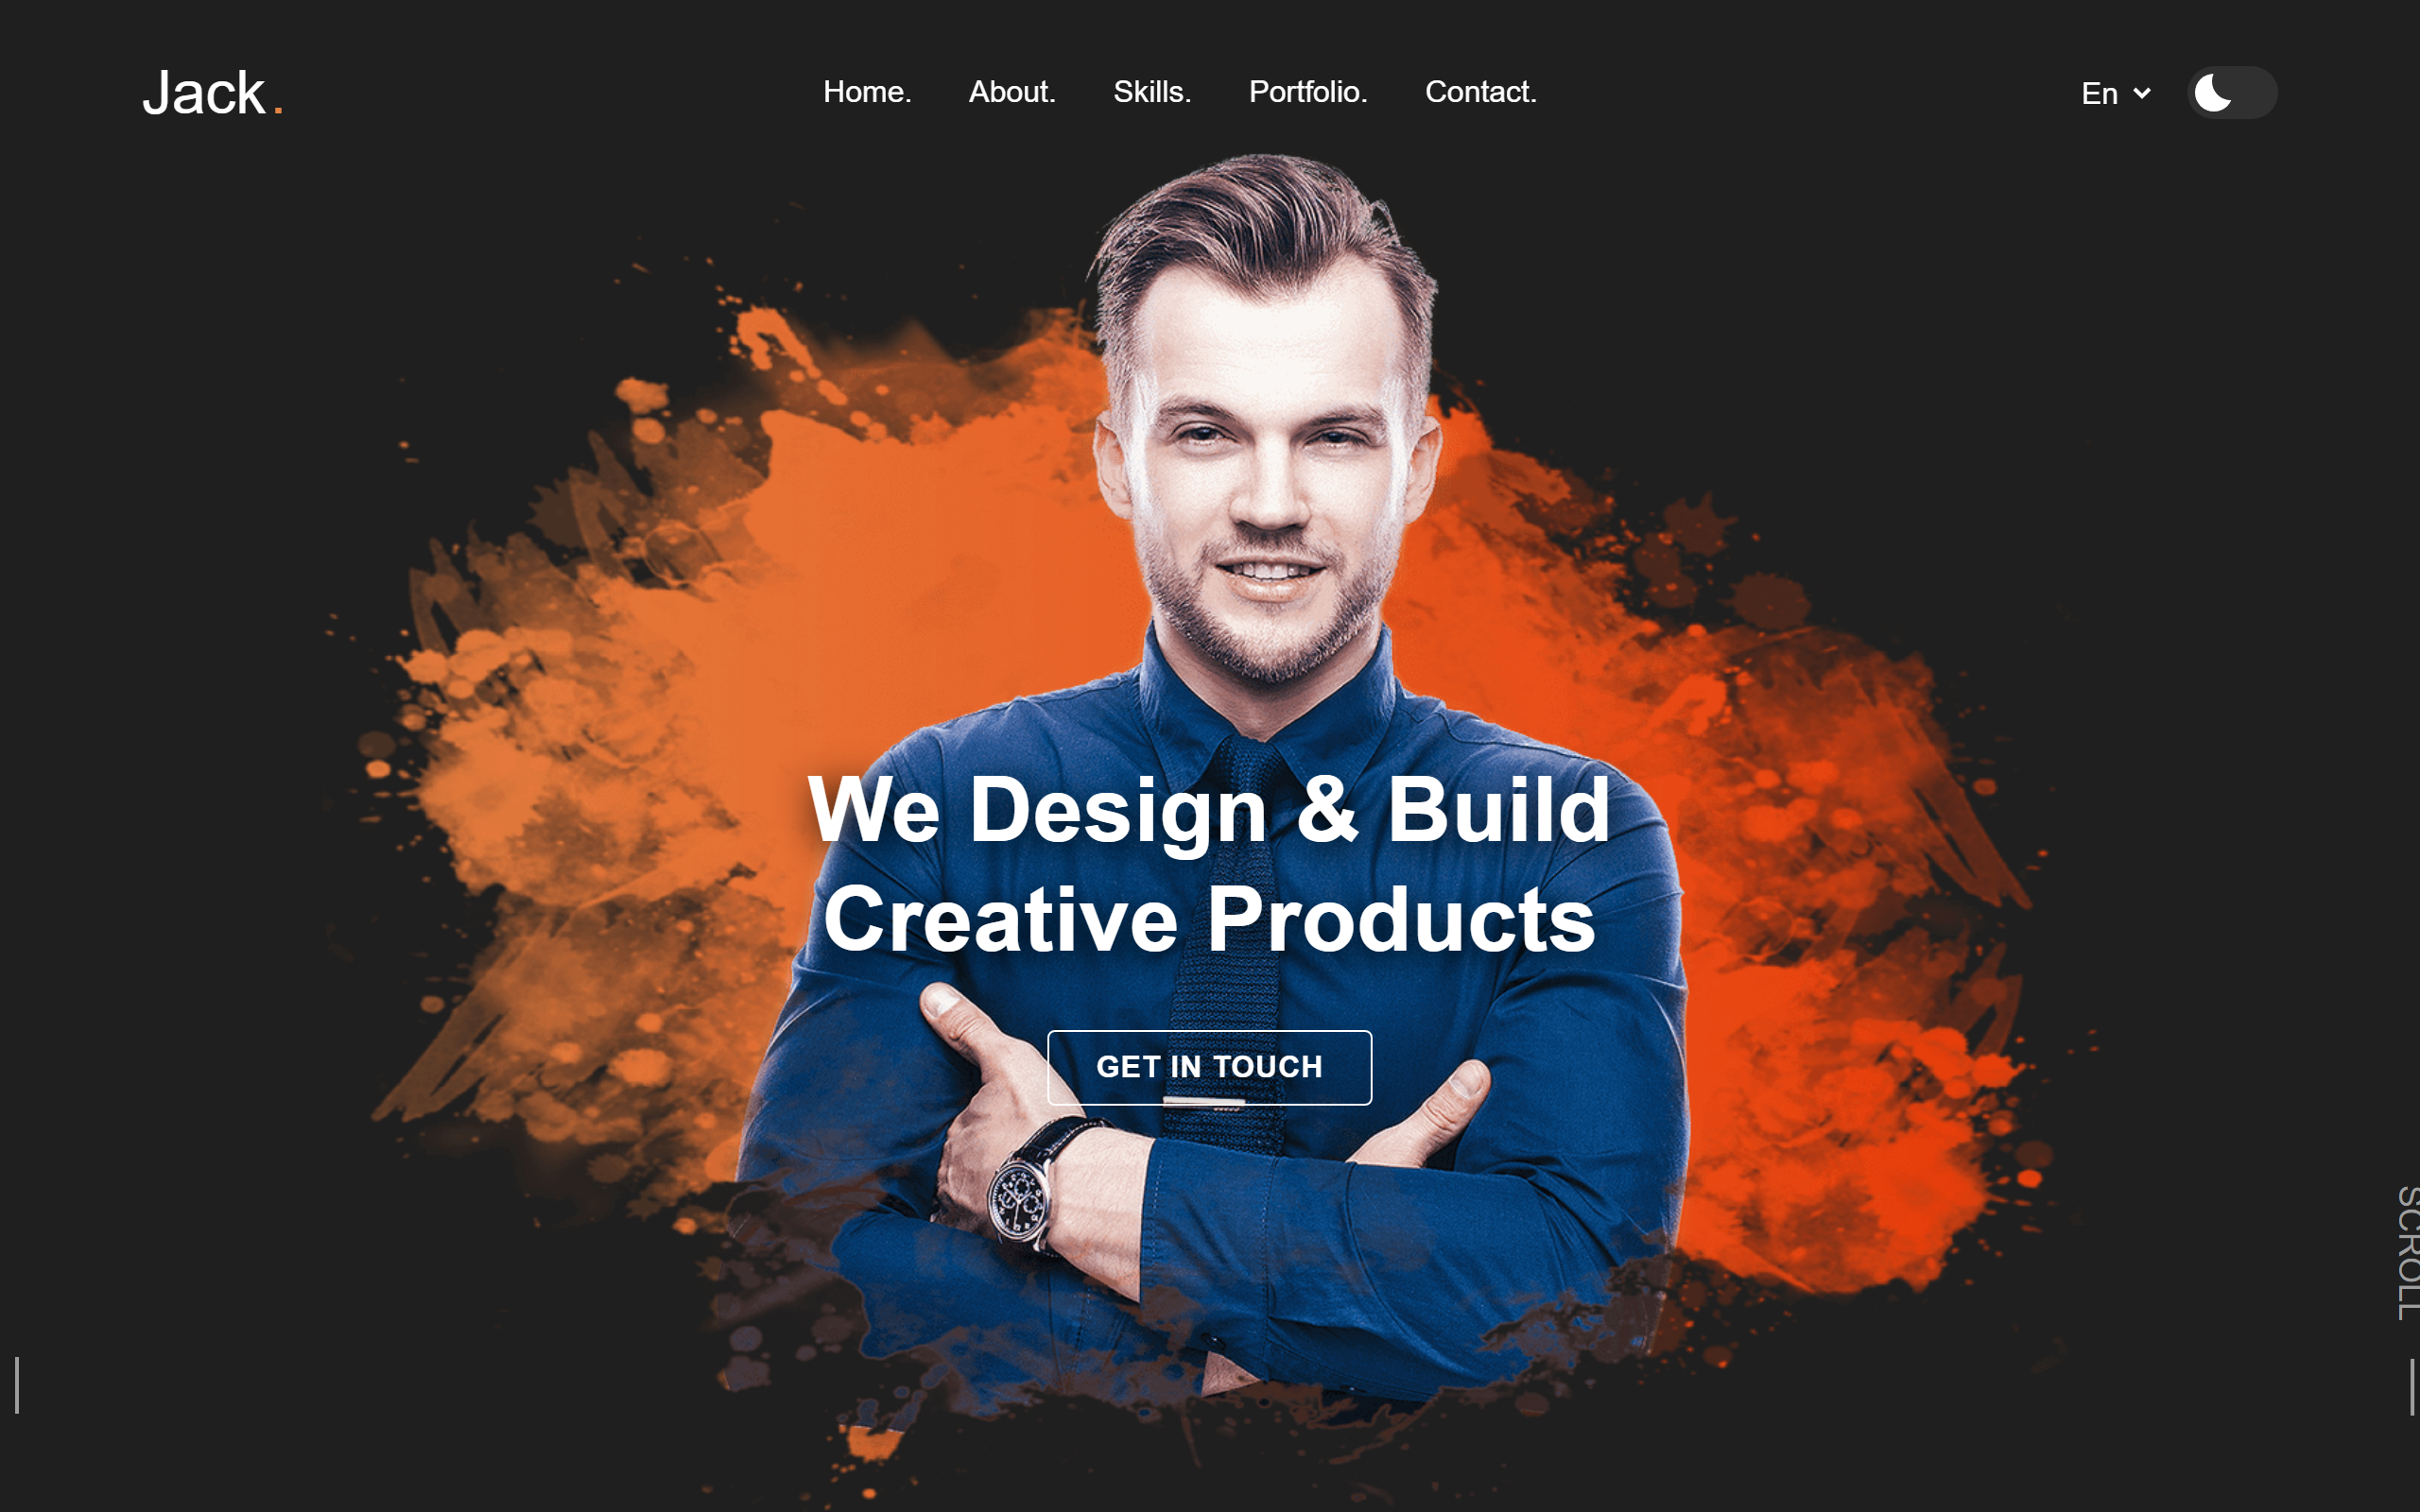 Jack.
Home. About. Skills. Portfolio. Contact.
En
We Design & Build
Creative Products
GET IN TOUCH
SCROLL